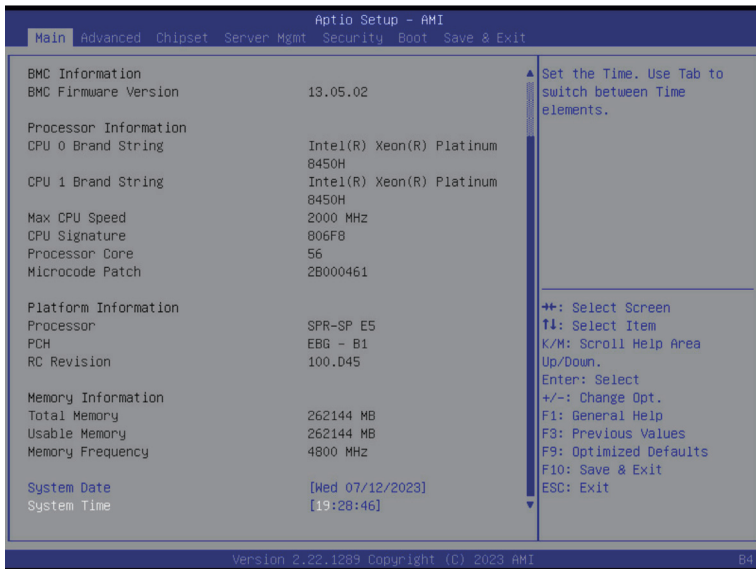 Aptio Setup - AMI
Main Advanced Chipset Server Mgmt Security Boot Save & Exit
BMC Information
BMC Firmware Version 13.05.02
Processor Information
CPU 0 Brand String Intel(R) Xeon(R) Platinum
8450H
CPU 1 Brand String Intel(R) Xeon(R) Platinum
8450H
Max CPU Speed 2000 MHz
CPU Signature 806F8
Processor Core 56
Microcode Patch 2B000461
Platform Information
Processor SPR-SP E5
PCH EBG - B1
RC Revision 100.D45
Memory Information
Total Memory 262144 MB
Usable Memory 262144 MB
Memory Frequency 4800 MHz
System Date [Wed 07/12/2023]
System Time [19:28:46]
Set the Time. Use Tab to
switch between Time
elements.
→←: Select Screen
↑↓: Select Item
K/M: Scroll Help Area
Up/Down.
Enter: Select
+/-: Change Opt.
F1: General Help
F3: Previous Values
F9: Optimized Defaults
F10: Save & Exit
ESC: Exit
Version 2.22.1289 Copyright (C) 2023 AMI
B4